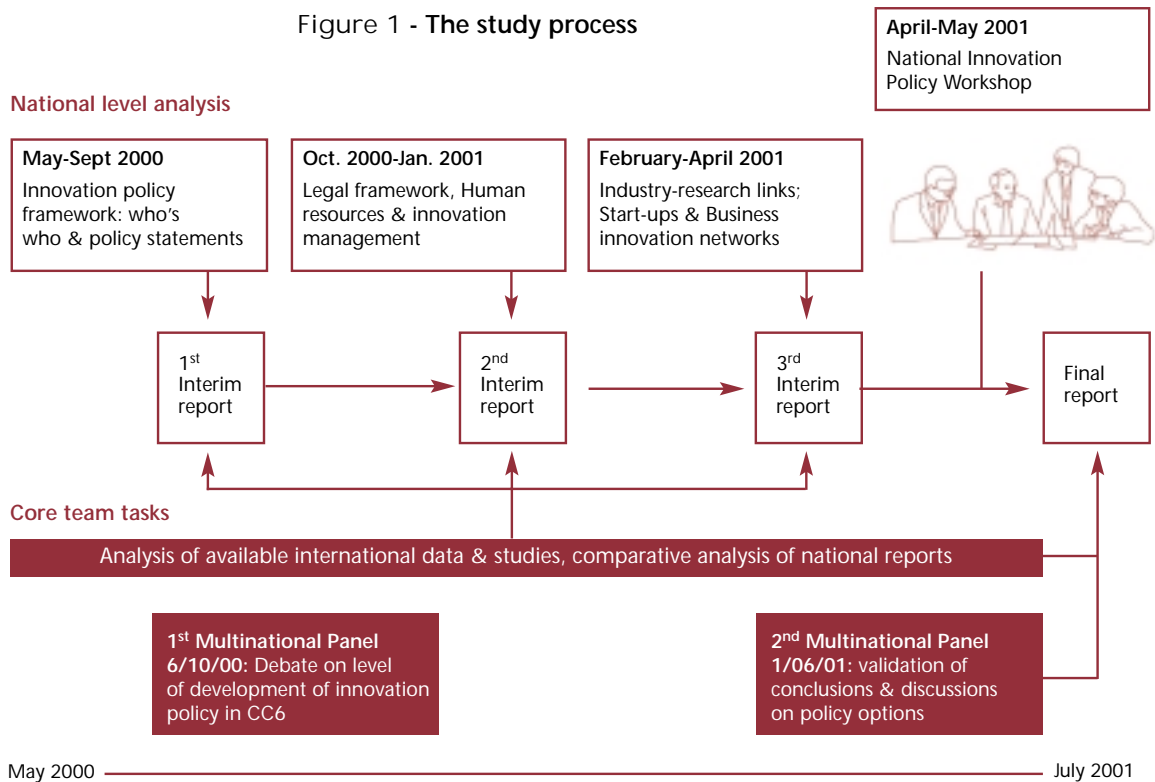 Figure 1 - The study process
April-May 2001
National Innovation
Policy Workshop
National level analysis
May-Sept 2000
Innovation policy
framework: who's
who & policy statements
Oct. 2000-Jan. 2001
Legal framework, Human
resources & innovation
management
February-April 2001
Industry-research links;
Start-ups & Business
innovation networks
1st
Interim
report
2nd
Interim
report
3rd
Interim
report
Final
report
Core team tasks
Analysis of available international data & studies, comparative analysis of national reports
1st Multinational Panel
6/10/00: Debate on level
of development of innovation
policy in CC6
2nd Multinational Panel
1/06/01: validation of
conclusions & discussions
on policy options
May 2000
July 2001